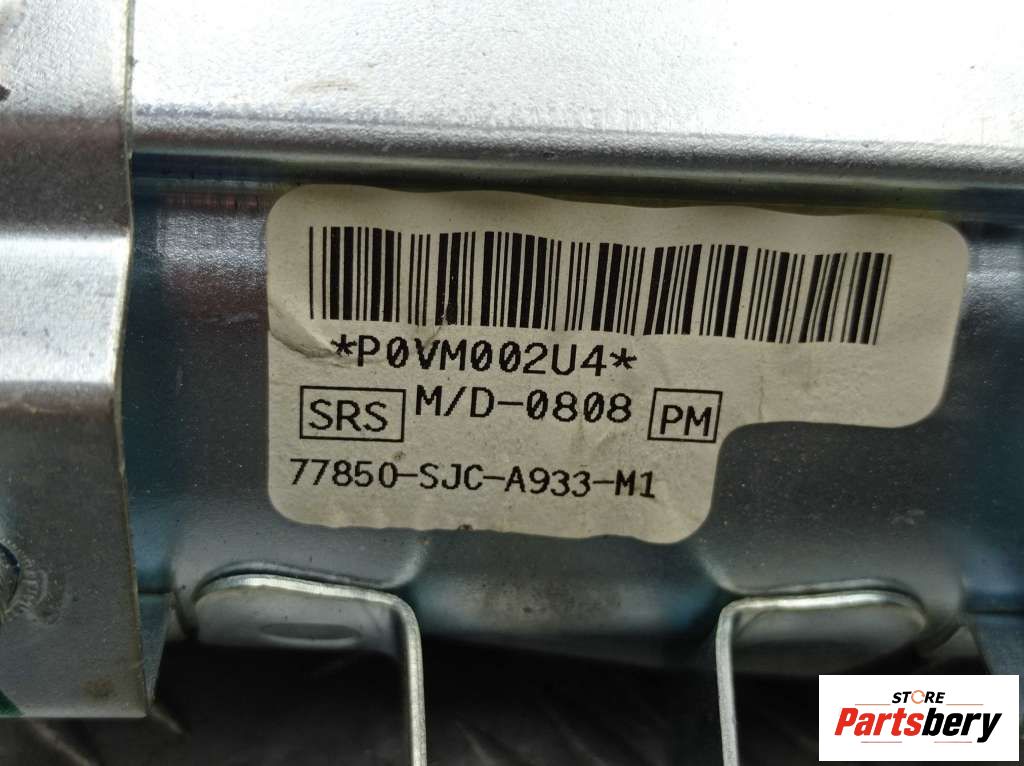 *P0VM002U4*
SRS M/D-0808 PM
77850-SJC-A933-M1
STORE
Partsbery